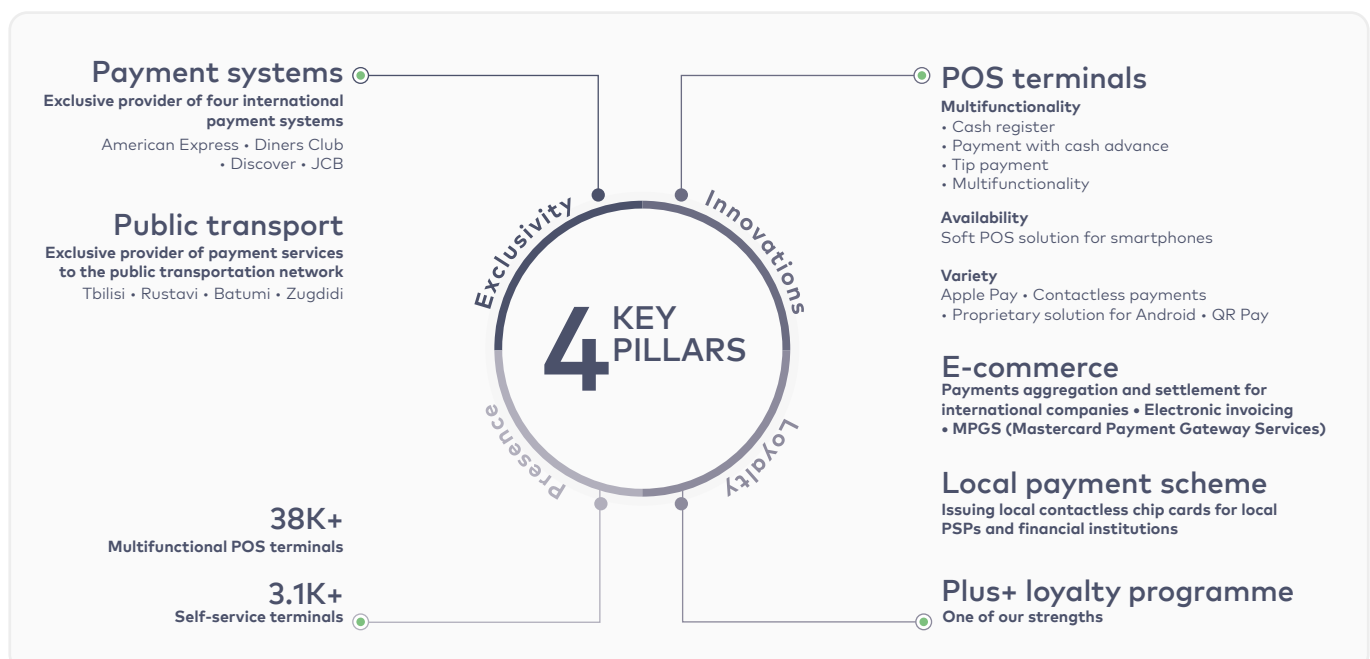 Payment systems
Exclusive provider of four international
payment systems
American Express • Diners Club
• Discover • JCB
Public transport
Exclusive provider of payment services
to the public transportation network
Tbilisi • Rustavi • Batumi • Zugdidi
38K+
Multifunctional POS terminals
3.1K+
Self-service terminals
Exclusivity
Innovations
4 KEY
PILLARS
Presence
Loyalty
POS terminals
Multifunctionality
• Cash register
• Payment with cash advance
• Tip payment
• Multifunctionality
Availability
Soft POS solution for smartphones
Variety
Apple Pay • Contactless payments
• Proprietary solution for Android • QR Pay
E-commerce
Payments aggregation and settlement for
international companies • Electronic invoicing
• MPGS (Mastercard Payment Gateway Services)
Local payment scheme
Issuing local contactless chip cards for local
PSPs and financial institutions
Plus+ loyalty programme
One of our strengths